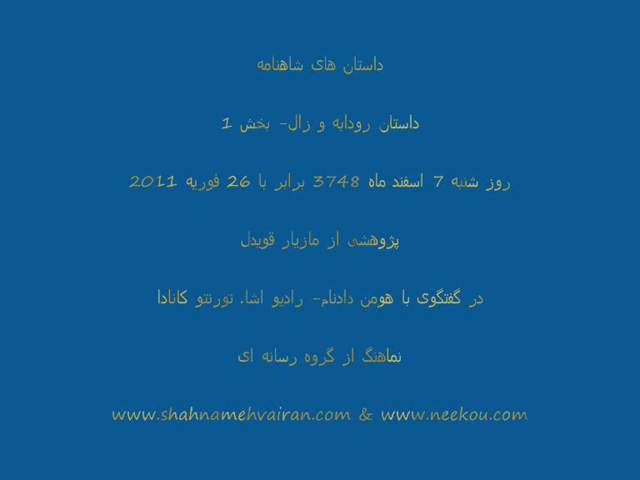 داستان های شاهنامه
داستان رودابه و زال- بخش 1
روز شنبه 7 اسفند ماه 3748 برابر با 26 فوریه 2011
پژوهشی از مازیار قویدل
در گفتگوی با هومن دادنام- رادیو اشا. تورنتو کانادا
نماهنگ از گروه رسانه ای
www.shahnamehvairan.com & www.neekou.com